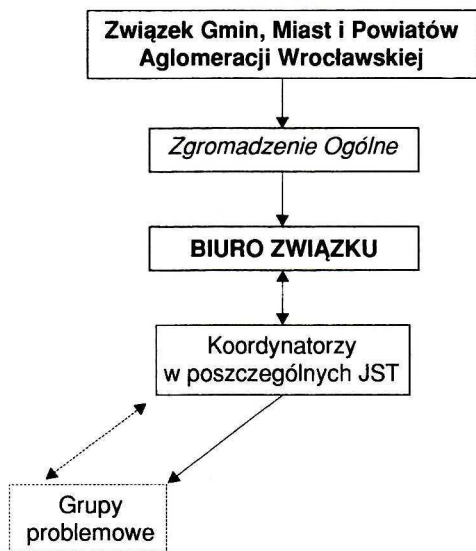 Związek Gmin, Miast i Powiatów
Aglomeracji Wrocławskiej
Zgromadzenie Ogólne
BIURO ZWIĄZKU
Koordynatorzy
w poszczególnych JST
Grupy
problemowe